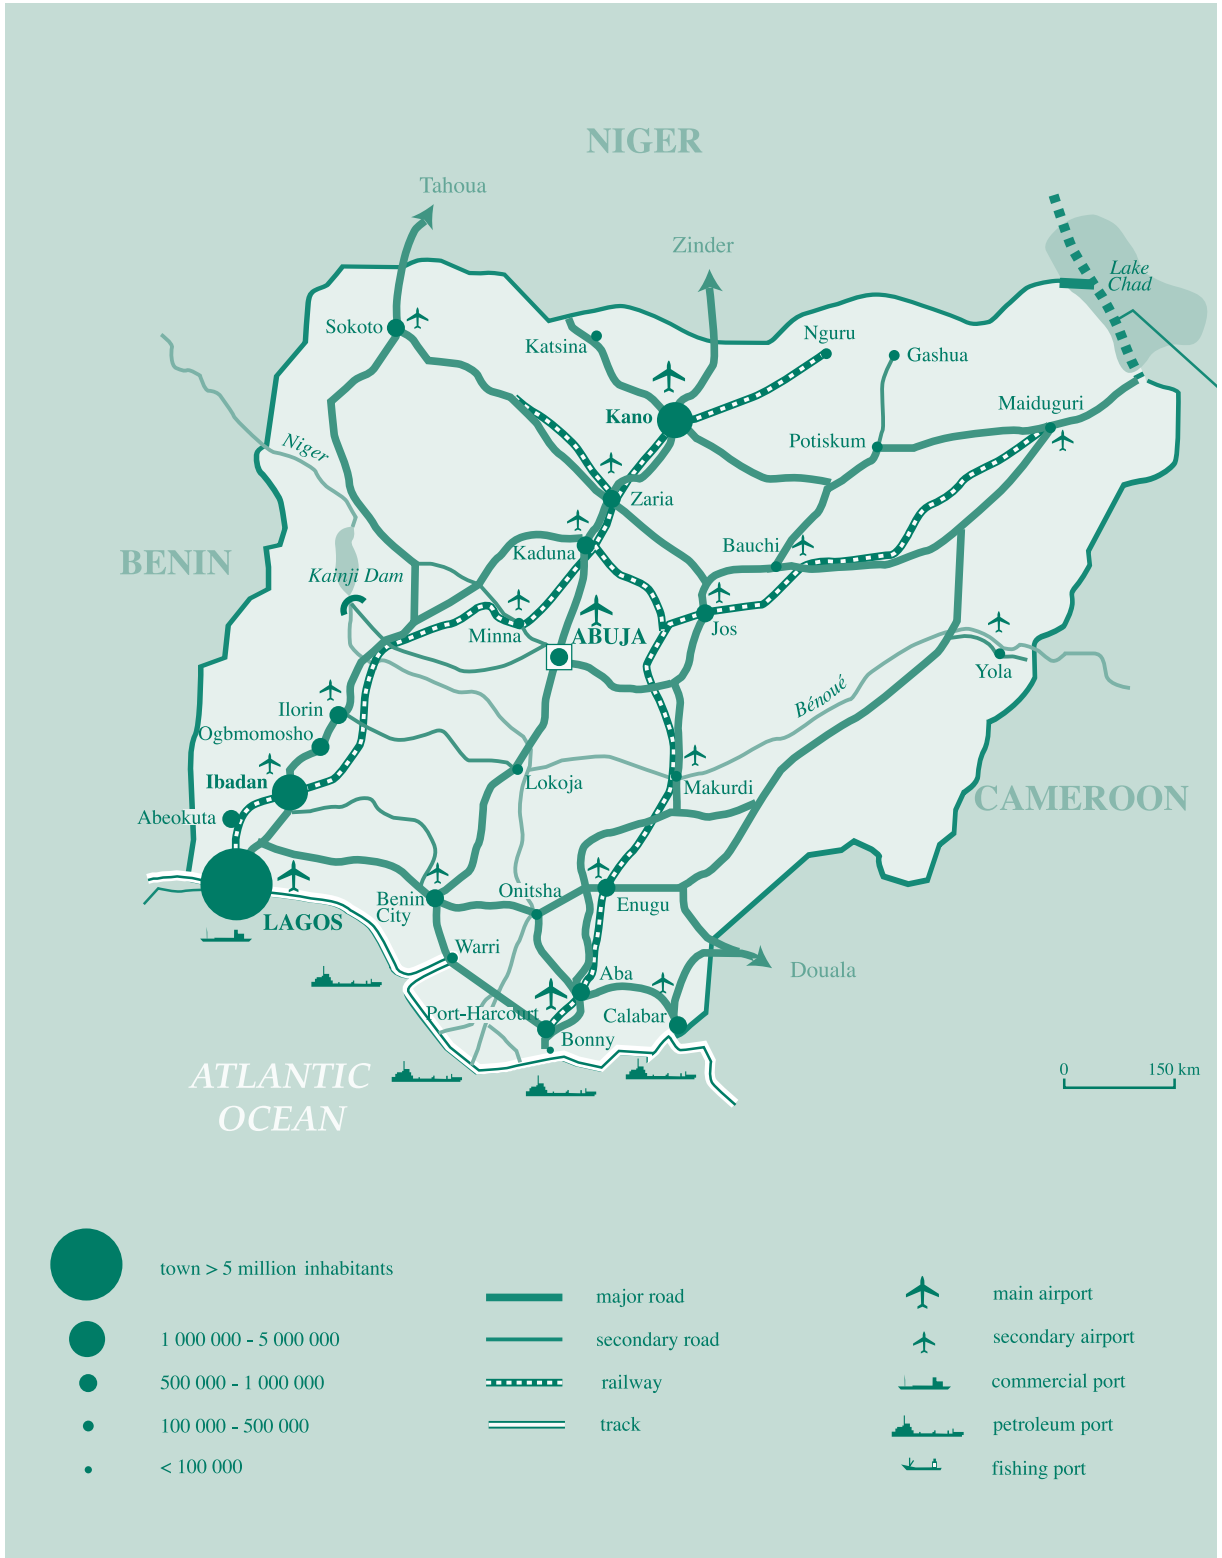 NIGER
Tahoua
Zinder
Lake
Chad
Sokoto
Katsina
Nguru
Gashua
Kano
Maiduguri
Niger
Potiskum
Zaria
BENIN
Kaduna
Bauchi
Kainji Dam
Minna
ABUJA
Jos
Yola
Bénoué
Ilorin
Ogbmomosho
Ibadan
Lokoja
Makurdi
CAMEROON
Abeokuta
Benin
City
Onitsha
Enugu
LAGOS
Warri
Aba
Douala
Port-Harcourt
Calabar
Bonny
ATLANTIC
OCEAN
0 150 km
town > 5 million inhabitants
1 000 000 - 5 000 000
500 000 - 1 000 000
100 000 - 500 000
< 100 000
major road
secondary road
railway
track
main airport
secondary airport
commercial port
petroleum port
fishing port